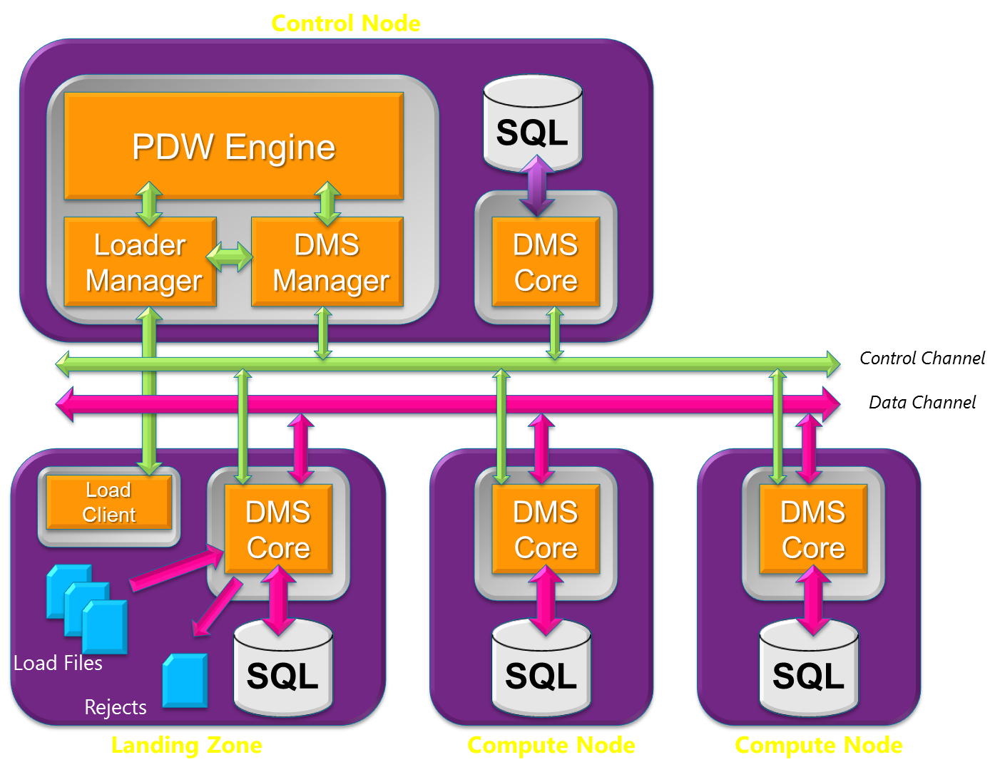 Control Node
PDW Engine
SQL
Loader
Manager
DMS
Manager
DMS
Core
Control Channel
Data Channel
Load
Client
DMS
Core
DMS
Core
DMS
Core
Load Files
Rejects
SQL
SQL
SQL
Landing Zone
Compute Node
Compute Node